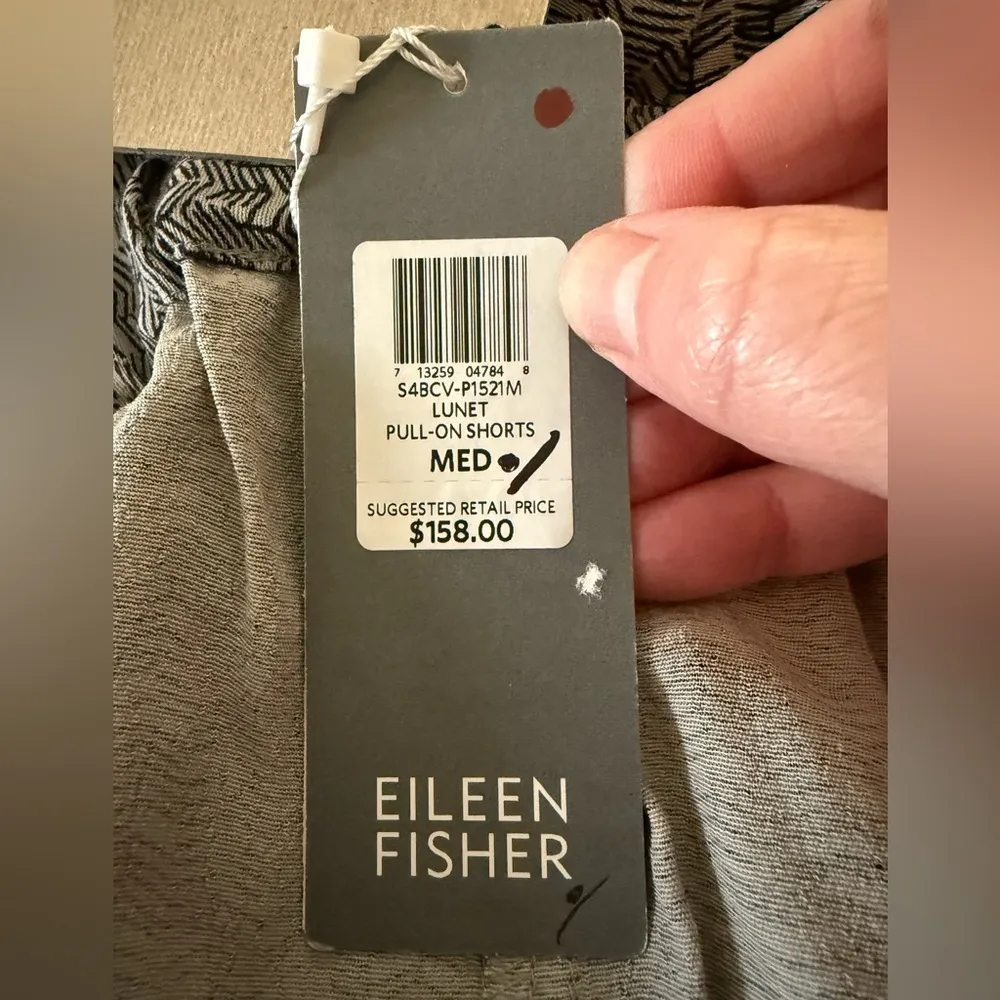 7 13259 04784 8
S4BCV-P1521M
LUNET
PULL-ON SHORTS
MED
SUGGESTED RETAIL PRICE
$158.00
EILEEN
FISHER